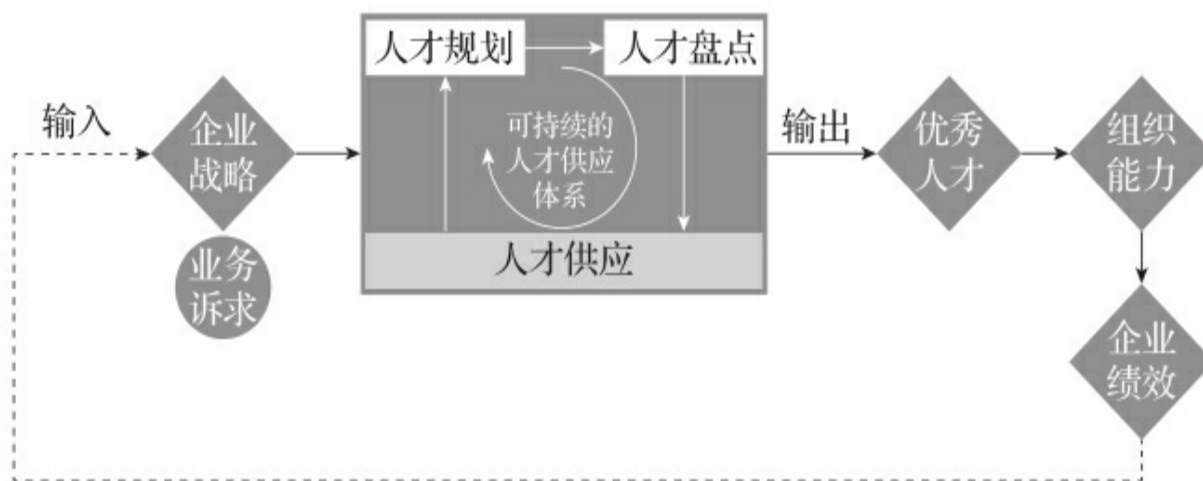 人才规划
人才盘点
输入
企业
战略
可持续的
人才供应
体系
输出
优秀
人才
组织
能力
人才供应
业务
诉求
企业
绩效